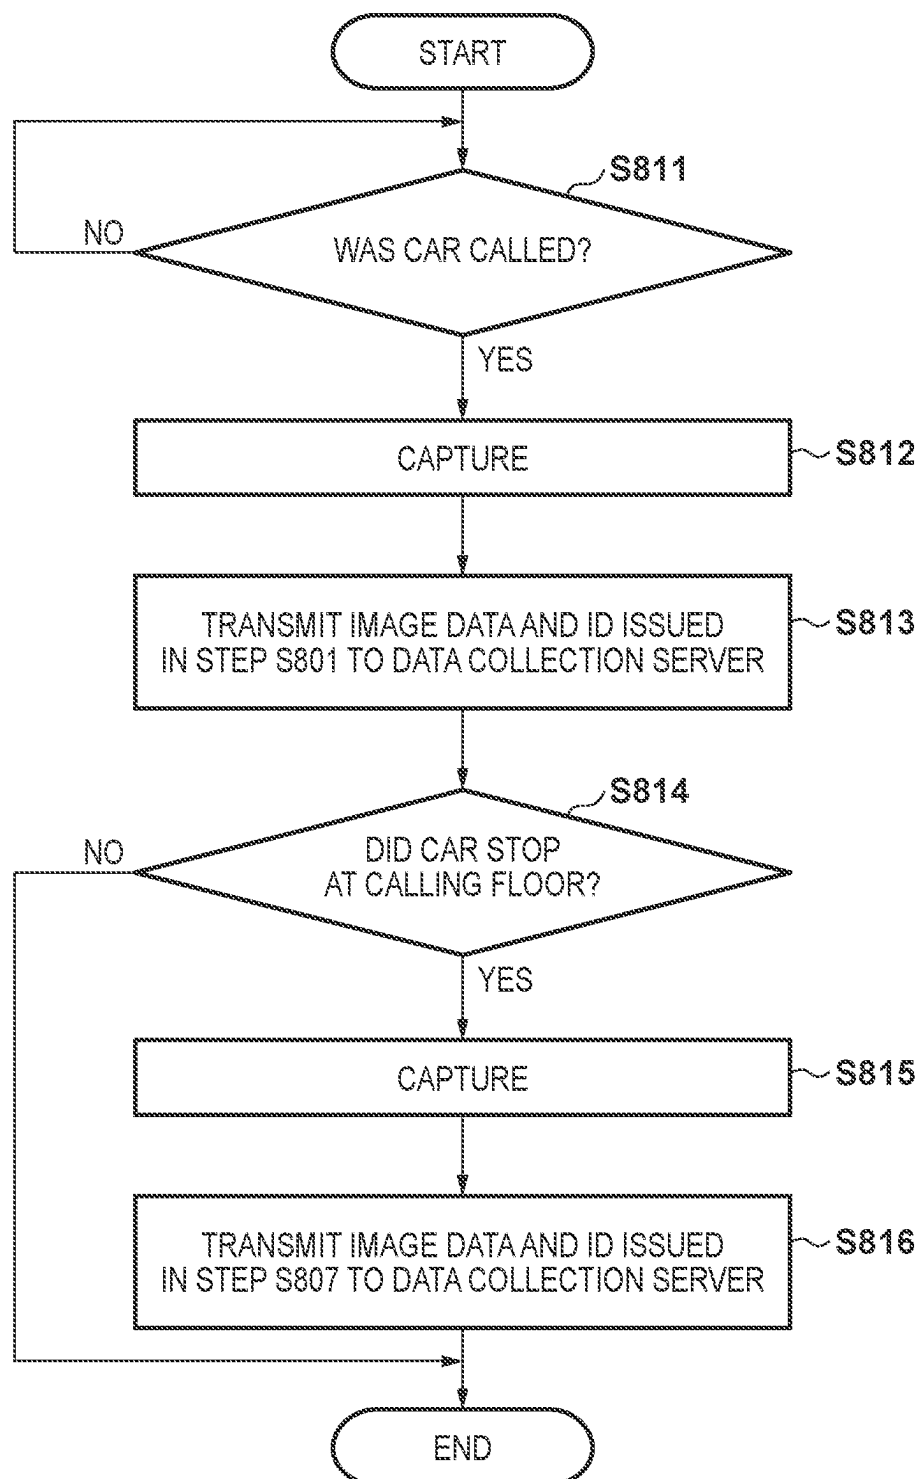 START
S811
NO
WAS CAR CALLED?
YES
CAPTURE
S812
TRANSMIT IMAGE DATA AND ID ISSUED
IN STEP S801 TO DATA COLLECTION SERVER
S813
S814
NO
DID CAR STOP
AT CALLING FLOOR?
YES
CAPTURE
S815
TRANSMIT IMAGE DATA AND ID ISSUED
IN STEP S807 TO DATA COLLECTION SERVER
S816
END